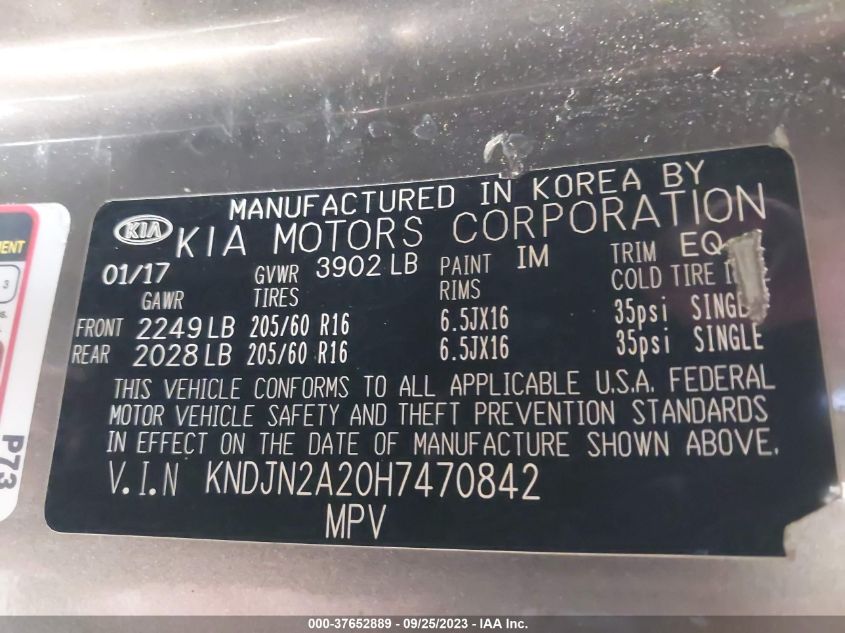 MANUFACTURED IN KOREA BY
KIA KIA MOTORS CORPORATION
01/17 GVWR 3902 LB PAINT IM TRIM EQ
GAWR TIRES RIMS COLD TIRE
FRONT 2249 LB 205/60 R16 6.5JX16 35psi SINGLE
REAR 2028 LB 205/60 R16 6.5JX16 35psi SINGLE
THIS VEHICLE CONFORMS TO ALL APPLICABLE U.S.A. FEDERAL
MOTOR VEHICLE SAFETY AND THEFT PREVENTION STANDARDS
IN EFFECT ON THE DATE OF MANUFACTURE SHOWN ABOVE.
V.I.N KNDJN2A20H7470842
MPV
3
P73
000-37652889 - 09/25/2023 - IAA Inc.